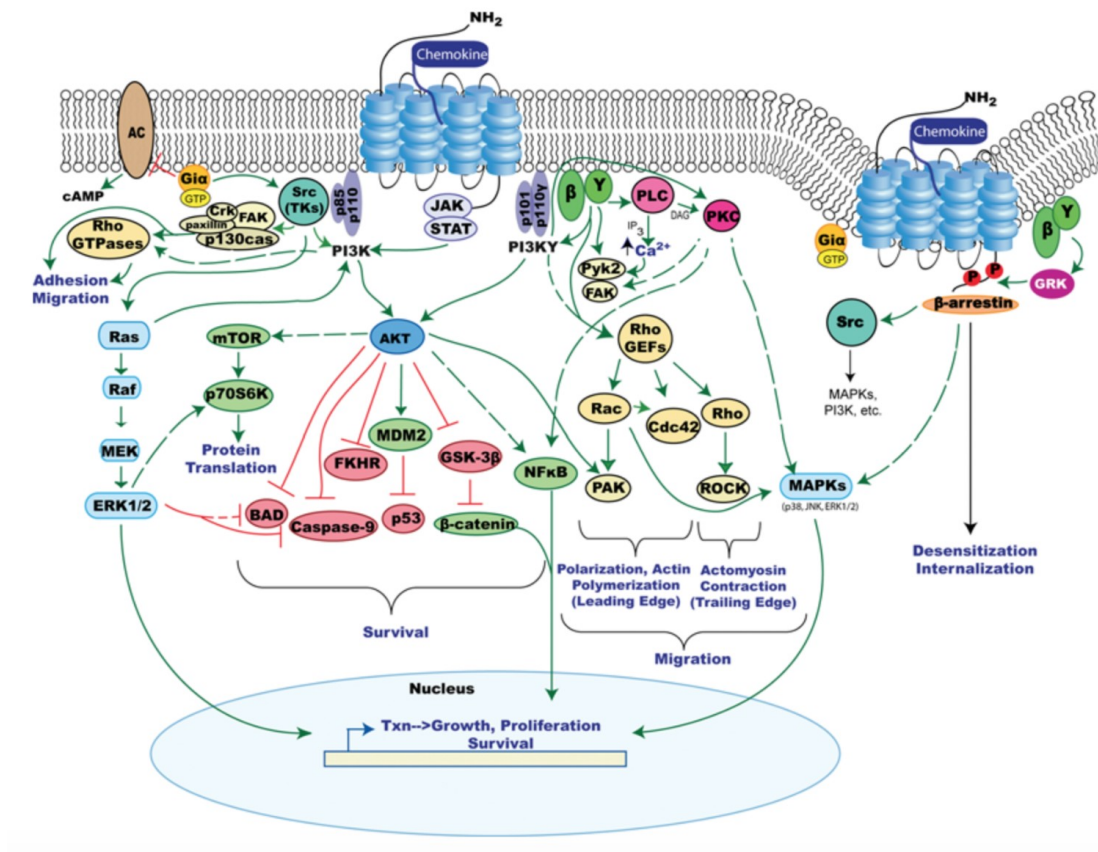 NH2
Chemokine
AC
cAMP
Giα
GTP
Src
(TKs)
p85
p110
Crk
FAK
paxillin
p130cas
Rho
GTPases
Adhesion
Migration
JAK
STAT
PI3K
p101
p110γ
PI3KY
β
Y
PLC
IP3
DAG
PKC
Ca2+
Pyk2
FAK
NH2
Chemokine
Giα
GTP
β
Y
P
P
GRK
β-arrestin
Src
MAPKs,
PI3K, etc.
Desensitization
Internalization
Ras
Raf
MEK
ERK1/2
mTOR
p70S6K
Protein
Translation
AKT
MDM2
FKHR
GSK-3β
BAD
Caspase-9
p53
β-catenin
NFκB
Survival
Rho
GEFs
Rac
Cdc42
Rho
PAK
ROCK
MAPKs
(p38, JNK, ERK1/2)
Polarization, Actin
Polymerization
(Leading Edge)
Actomyosin
Contraction
(Trailing Edge)
Migration
Nucleus
Txn-->Growth, Proliferation
Survival